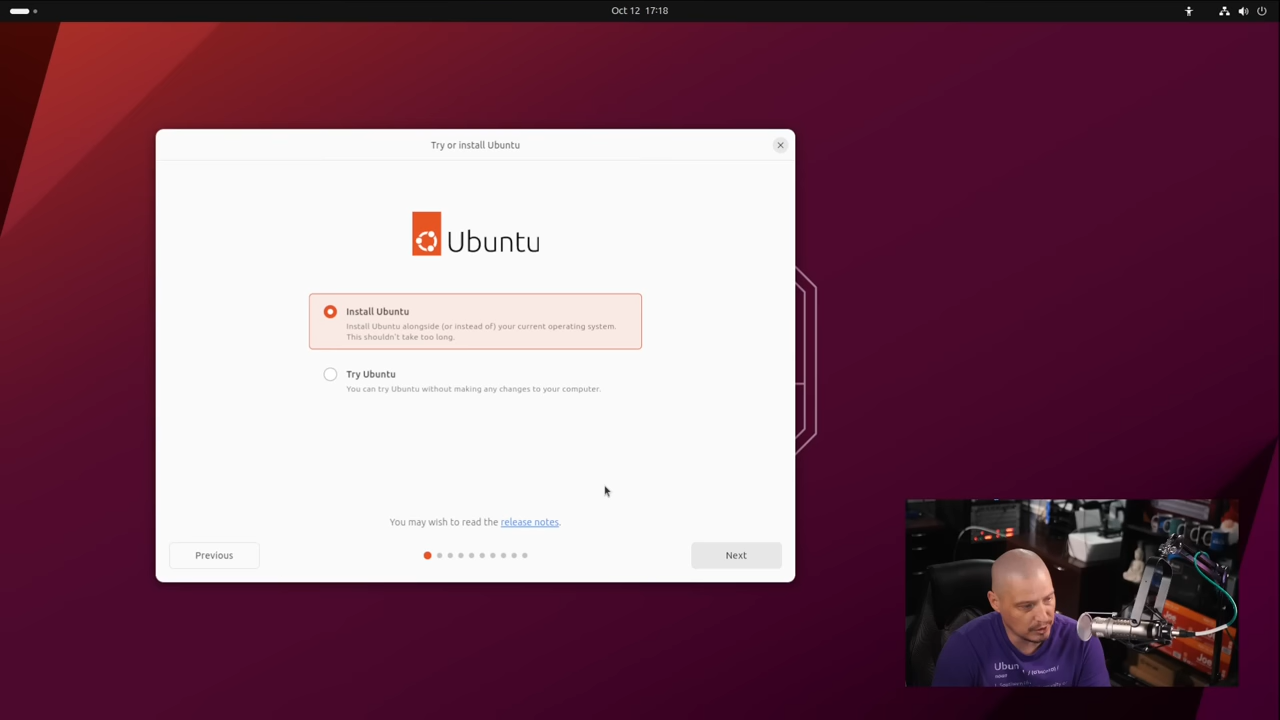 Oct 12 17:18
Try or install Ubuntu
Ubuntu
Install Ubuntu
Install Ubuntu alongside (or instead of) your current operating system.
This shouldn't take too long.
Try Ubuntu
You can try Ubuntu without making any changes to your computer.
You may wish to read the release notes.
Previous
Next
Ubun